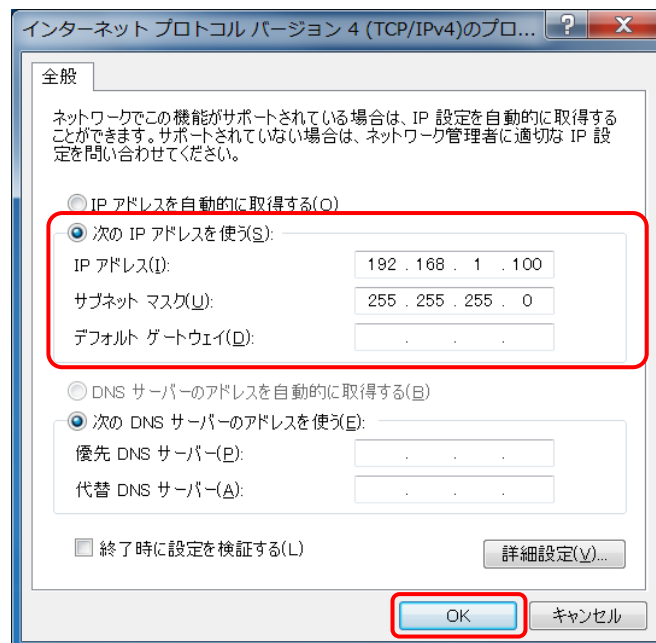 インターネット プロトコル バージョン 4 (TCP/IPv4)のプロ...
全般
ネットワークでこの機能がサポートされている場合は、IP 設定を自動的に取得する
ことができます。サポートされていない場合は、ネットワーク管理者に適切な IP 設
定を問い合わせてください。
IP アドレスを自動的に取得する(O)
次の IP アドレスを使う(S):
IP アドレス(I): 192 . 168 . 1 . 100
サブネット マスク(U): 255 . 255 . 255 . 0
デフォルト ゲートウェイ(D): . . .
DNS サーバーのアドレスを自動的に取得する(B)
次の DNS サーバーのアドレスを使う(E):
優先 DNS サーバー(P): . . .
代替 DNS サーバー(A): . . .
終了時に設定を検証する(L)
詳細設定(V)...
OK キャンセル